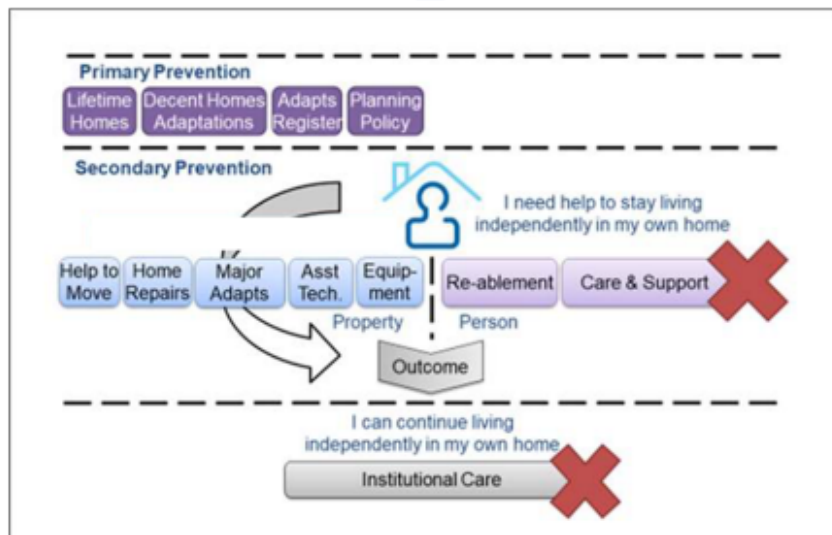 Primary Prevention
Lifetime
Homes
Decent Homes
Adaptations
Adapts
Register
Planning
Policy
Secondary Prevention
I need help to stay living
independently in my own home
Help to
Move
Home
Repairs
Major
Adapts
Asst
Tech.
Equip-
ment
Re-ablement
Care & Support
Property
Person
Outcome
I can continue living
independently in my own home
Institutional Care